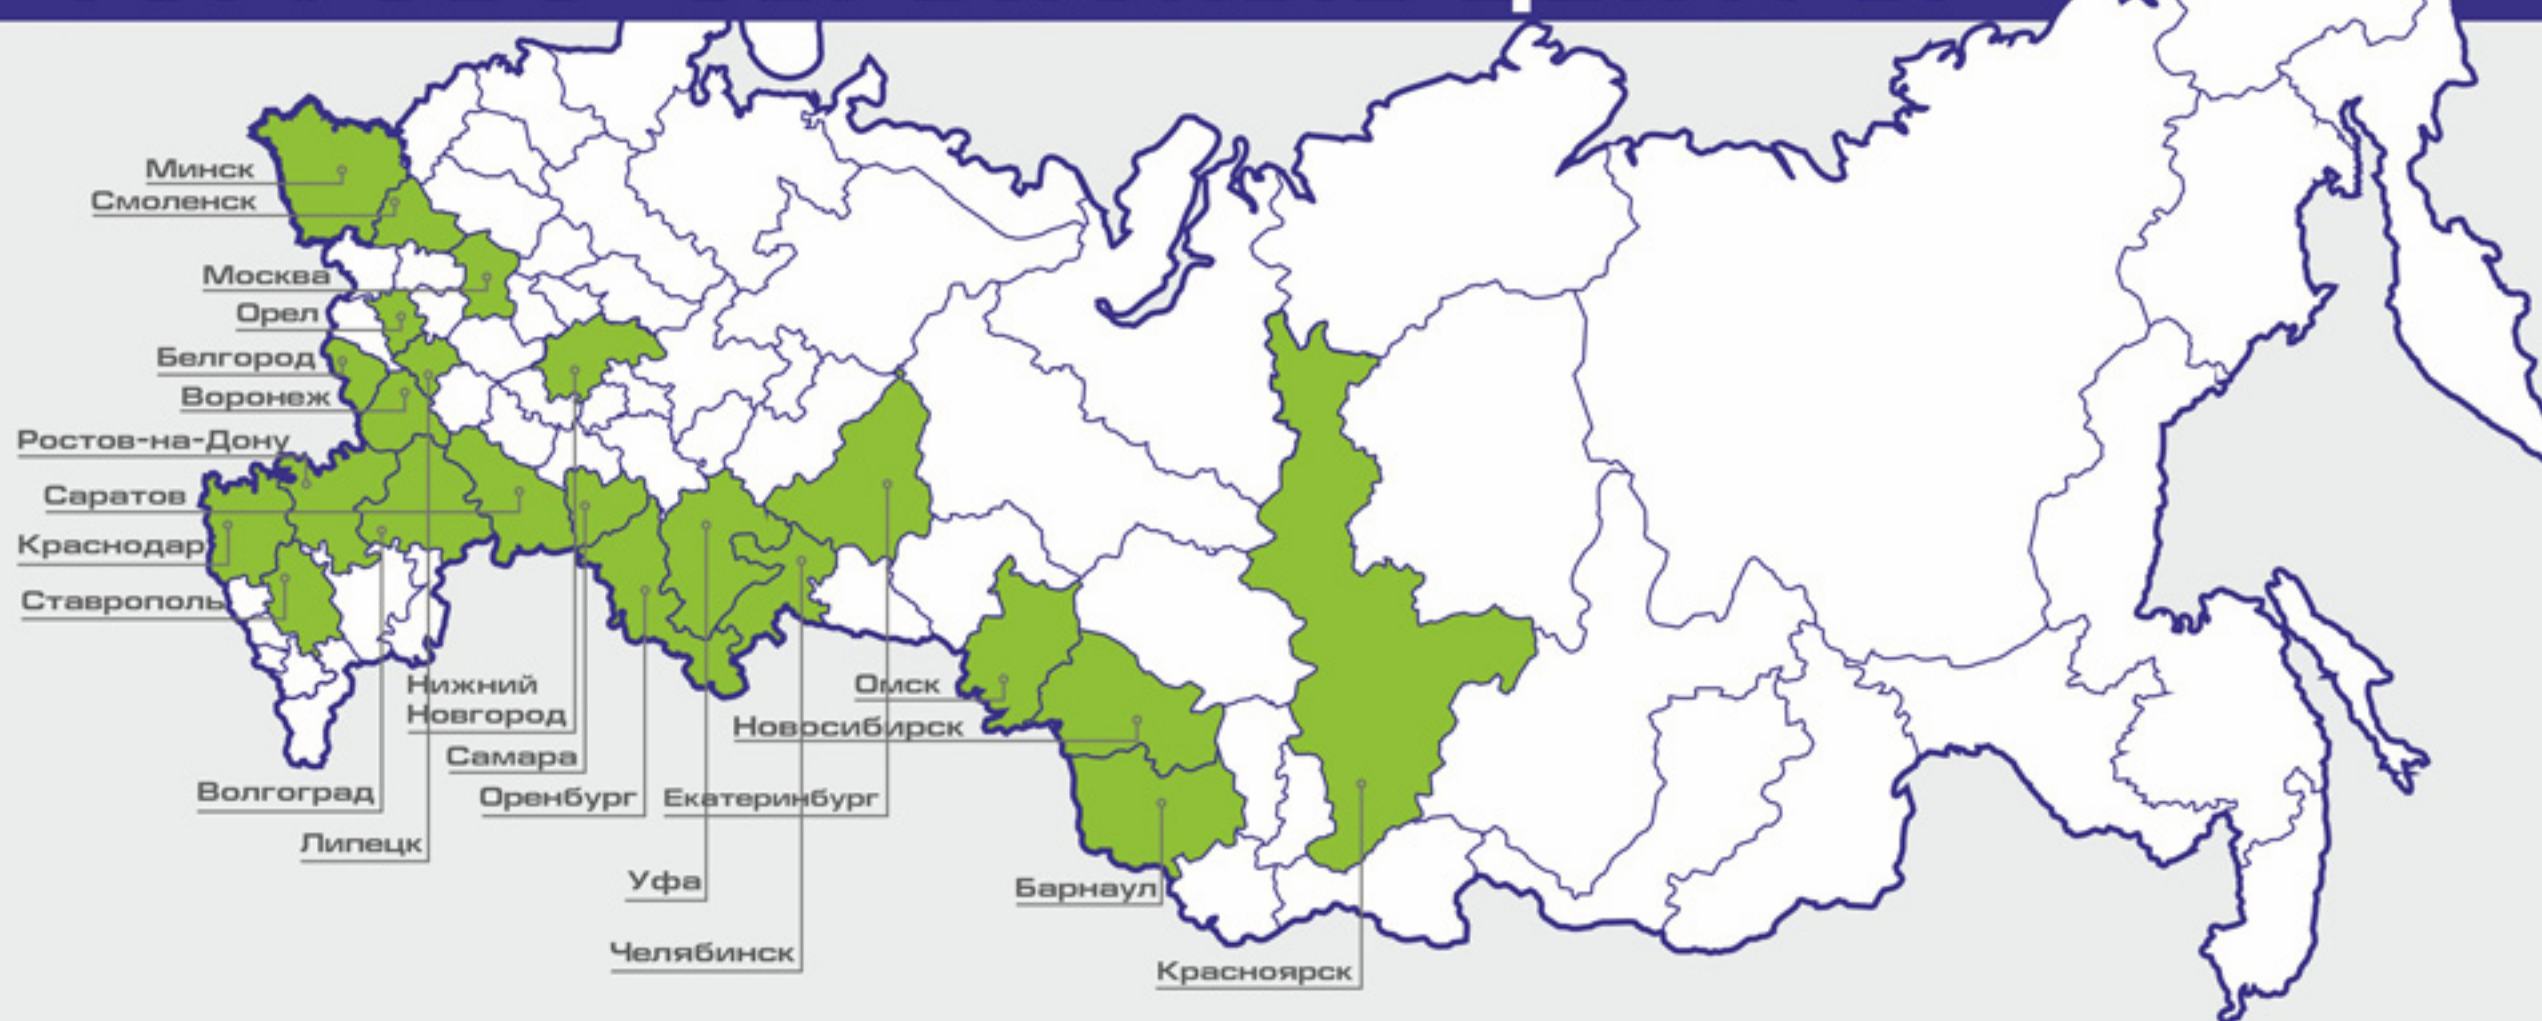 Минск
Смоленск
Москва
Орел
Белгород
Воронеж
Ростов-на-Дону
Саратов
Краснодар
Ставрополь
Нижний
Новгород
Самара
Волгоград
Оренбург
Екатеринбург
Липецк
Уфа
Челябинск
Омск
Новосибирск
Барнаул
Красноярск